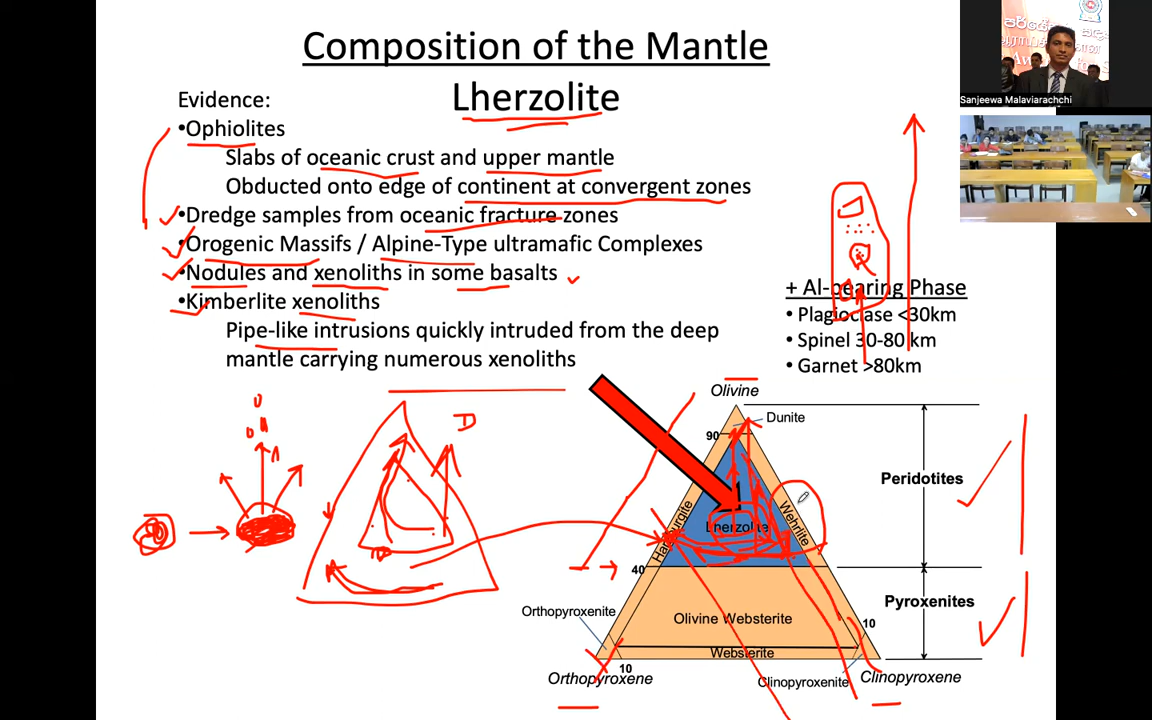 Composition of the Mantle
Lherzolite
Evidence:
•Ophiolites
Slabs of oceanic crust and upper mantle
Obducted onto edge of continent at convergent zones
•Dredge samples from oceanic fracture zones
•Orogenic Massifs / Alpine-Type ultramafic Complexes
•Nodules and xenoliths in some basalts
•Kimberlite xenoliths
Pipe-like intrusions quickly intruded from the deep
mantle carrying numerous xenoliths
Sanjeewa Malaviarachchi
+ Al-bearing Phase
• Plagioclase <30km
• Spinel 30-80 km
• Garnet >80km
D
Olivine
Dunite
90
Peridotites
Lherzolite
Wehrlite
Harzburgite
40
Pyroxenites
Orthopyroxenite
Olivine Websterite
10
Websterite
10
Orthopyroxene
Clinopyroxenite
Clinopyroxene